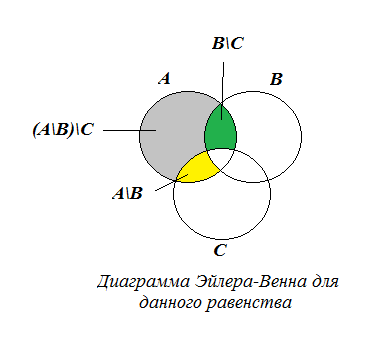 B\C
A
B
(A\B)\C
A\B
C
Диаграмма Эйлера-Венна для
данного равенства